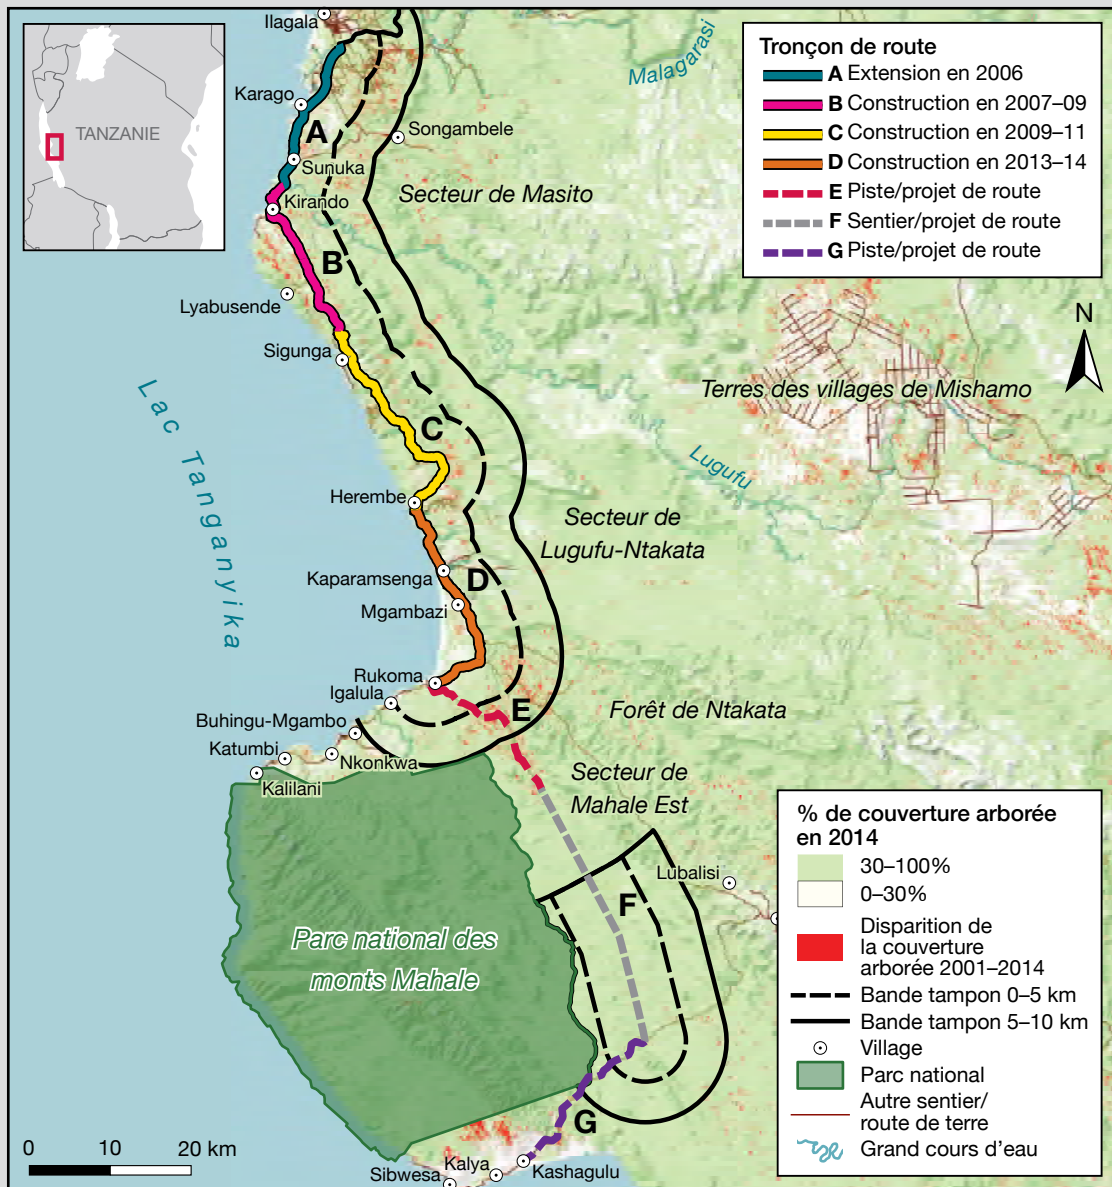 TANZANIE
Ilagala
Karago
A
Songambele
Sunuka
Kirando
Secteur de Masito
Malagarasi
B
Lyabusende
Sigunga
Lac Tanganyika
C
Terres des villages de Mishamo
Lugufu
Herembe
Secteur de
Lugufu-Ntakata
Kaparamsenga
D
Mgambazi
Rukoma
Igalula
E
Forêt de Ntakata
Buhingu-Mgambo
Katumbi
Nkonkwa
Kalilani
Secteur de
Mahale Est
Lubalisi
F
Parc national des
monts Mahale
G
Kalya
Kashagulu
Sibwesa
0 10 20 km
N
Tronçon de route
A Extension en 2006
B Construction en 2007–09
C Construction en 2009–11
D Construction en 2013–14
E Piste/projet de route
F Sentier/projet de route
G Piste/projet de route
% de couverture arborée
en 2014
30–100%
0–30%
Disparition de
la couverture
arborée 2001–2014
Bande tampon 0–5 km
Bande tampon 5–10 km
Village
Parc national
Autre sentier/
route de terre
Grand cours d'eau